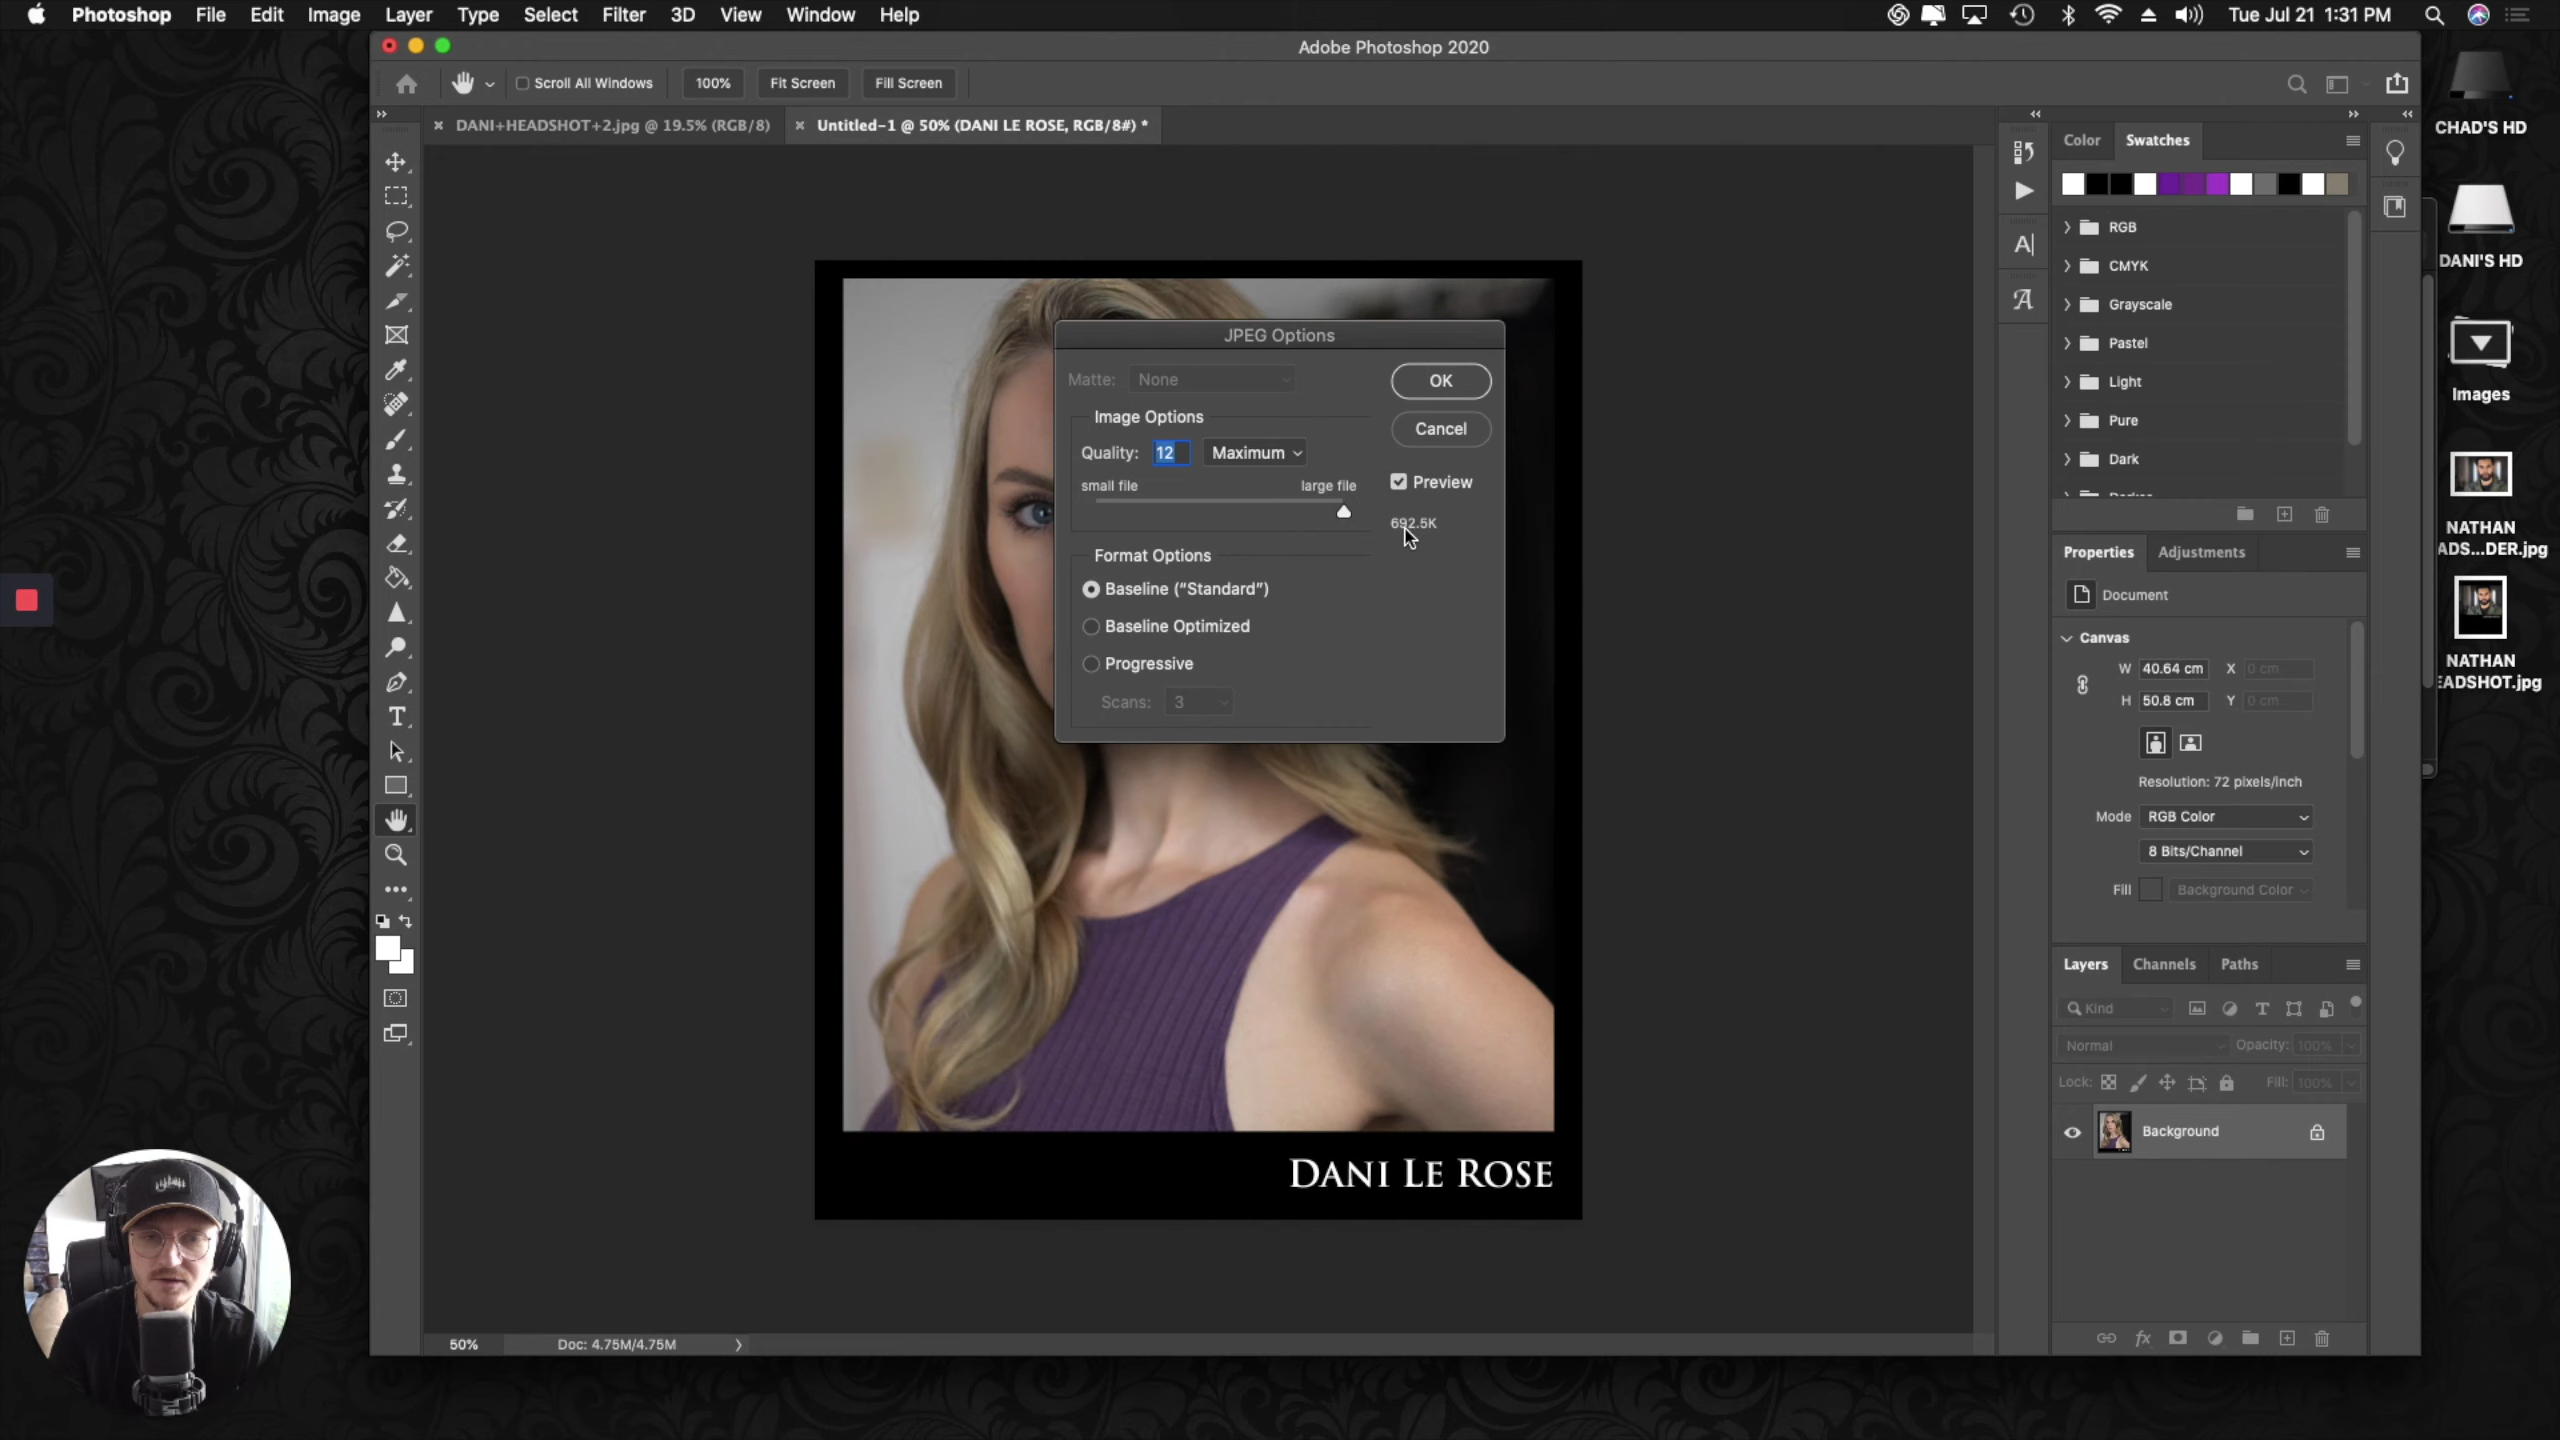 Photoshop File Edit Image Layer Type Select Filter 3D View Window Help
Tue Jul 21 1:31 PM
Adobe Photoshop 2020
Scroll All Windows 100% Fit Screen Fill Screen
DANI+HEADSHOT+2.jpg @ 19.5% (RGB/8)
Untitled-1 @ 50% (DANI LE ROSE, RGB/8#) *
JPEG Options
Matte: None
OK
Image Options
Cancel
Quality: 12 Maximum
small file large file
Preview
692.5K
Format Options
Baseline (“Standard”)
Baseline Optimized
Progressive
Scans: 3
DANI LE ROSE
50% Doc: 4.75M/4.75M
Color Swatches
RGB
CMYK
Grayscale
Pastel
Light
Pure
Dark
Properties Adjustments
Document
Canvas
W 40.64 cm X 0 cm
H 50.8 cm Y 0 cm
Resolution: 72 pixels/inch
Mode RGB Color
8 Bits/Channel
Fill Background Color
Layers Channels Paths
Kind
Normal Opacity: 100%
Lock: Fill: 100%
Background
CHAD'S HD
DANI'S HD
Images
NATHAN
ADS...DER.jpg
NATHAN
EADSHOT.jpg